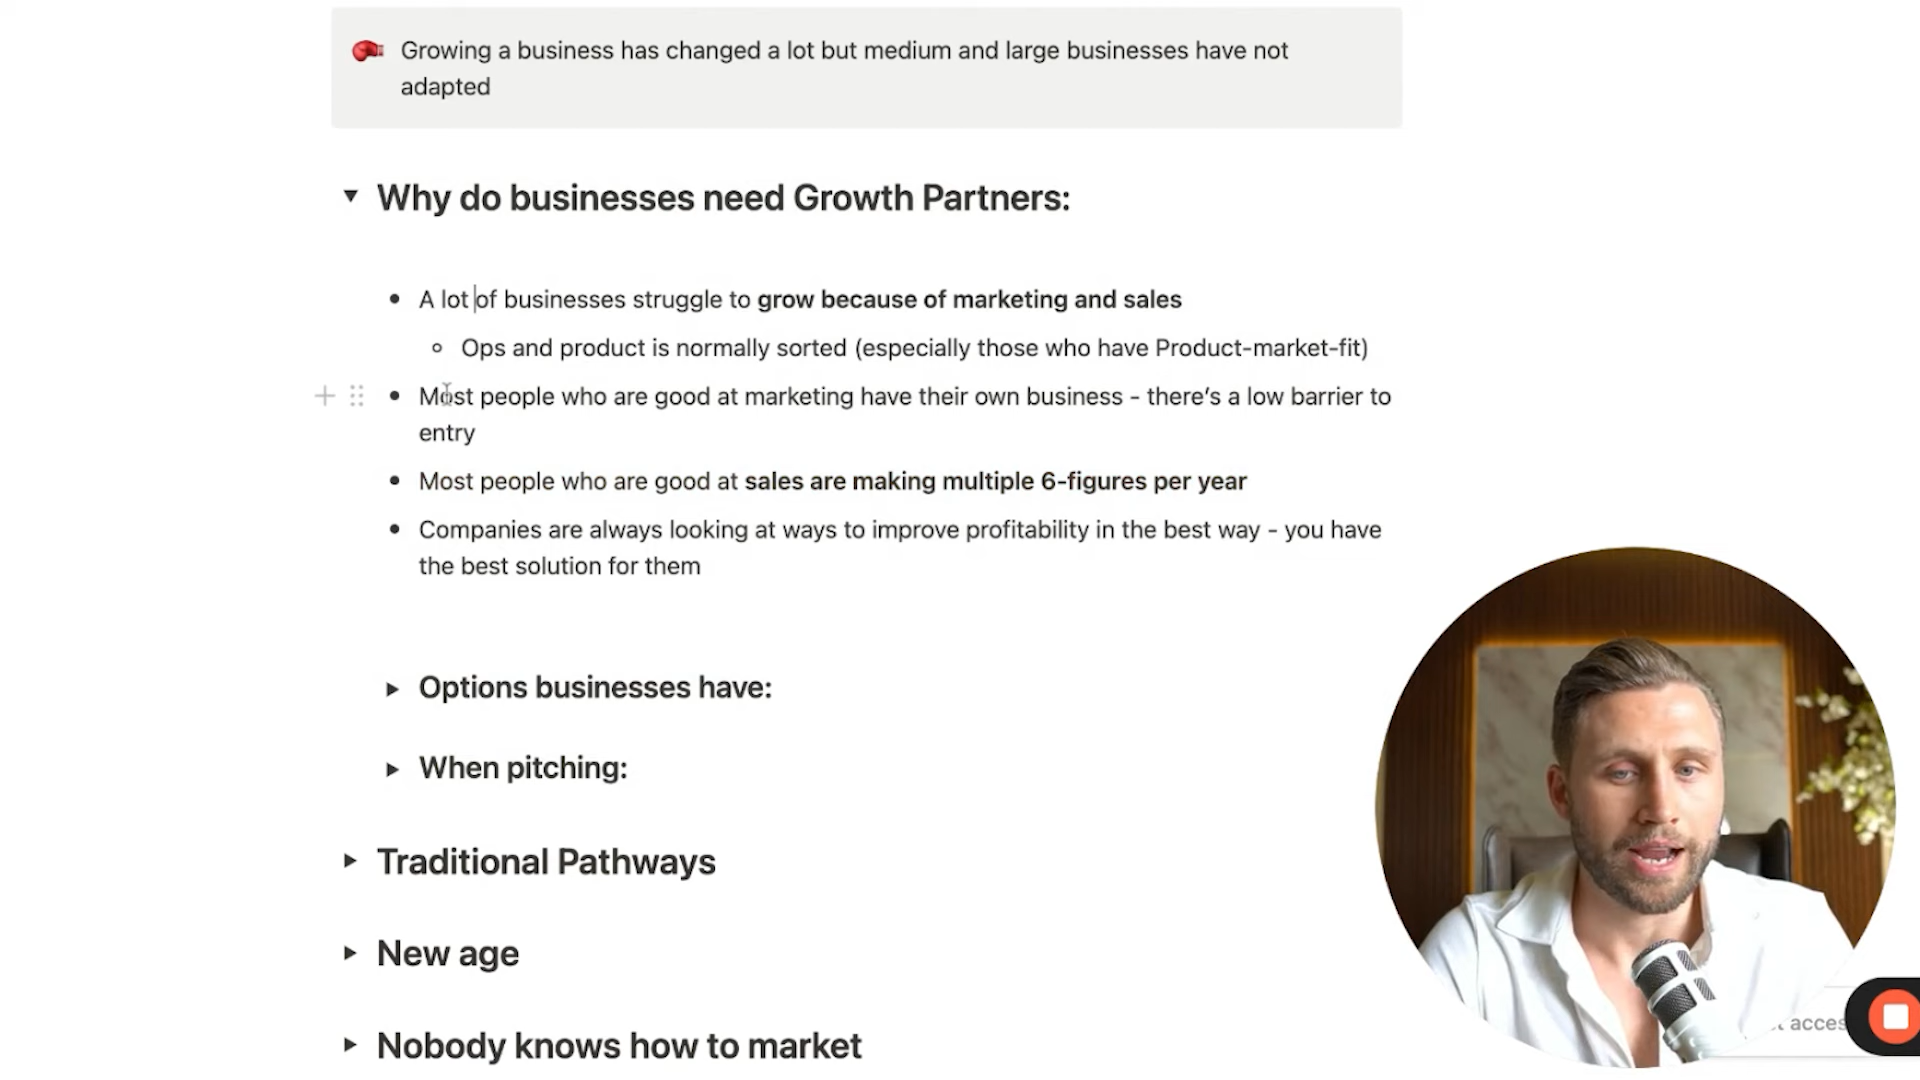 Growing a business has changed a lot but medium and large businesses have not
adapted
Why do businesses need Growth Partners:
A lot of businesses struggle to grow because of marketing and sales
Ops and product is normally sorted (especially those who have Product-market-fit)
Most people who are good at marketing have their own business - there's a low barrier to
entry
Most people who are good at sales are making multiple 6-figures per year
Companies are always looking at ways to improve profitability in the best way - you have
the best solution for them
Options businesses have:
When pitching:
Traditional Pathways
New age
Nobody knows how to market